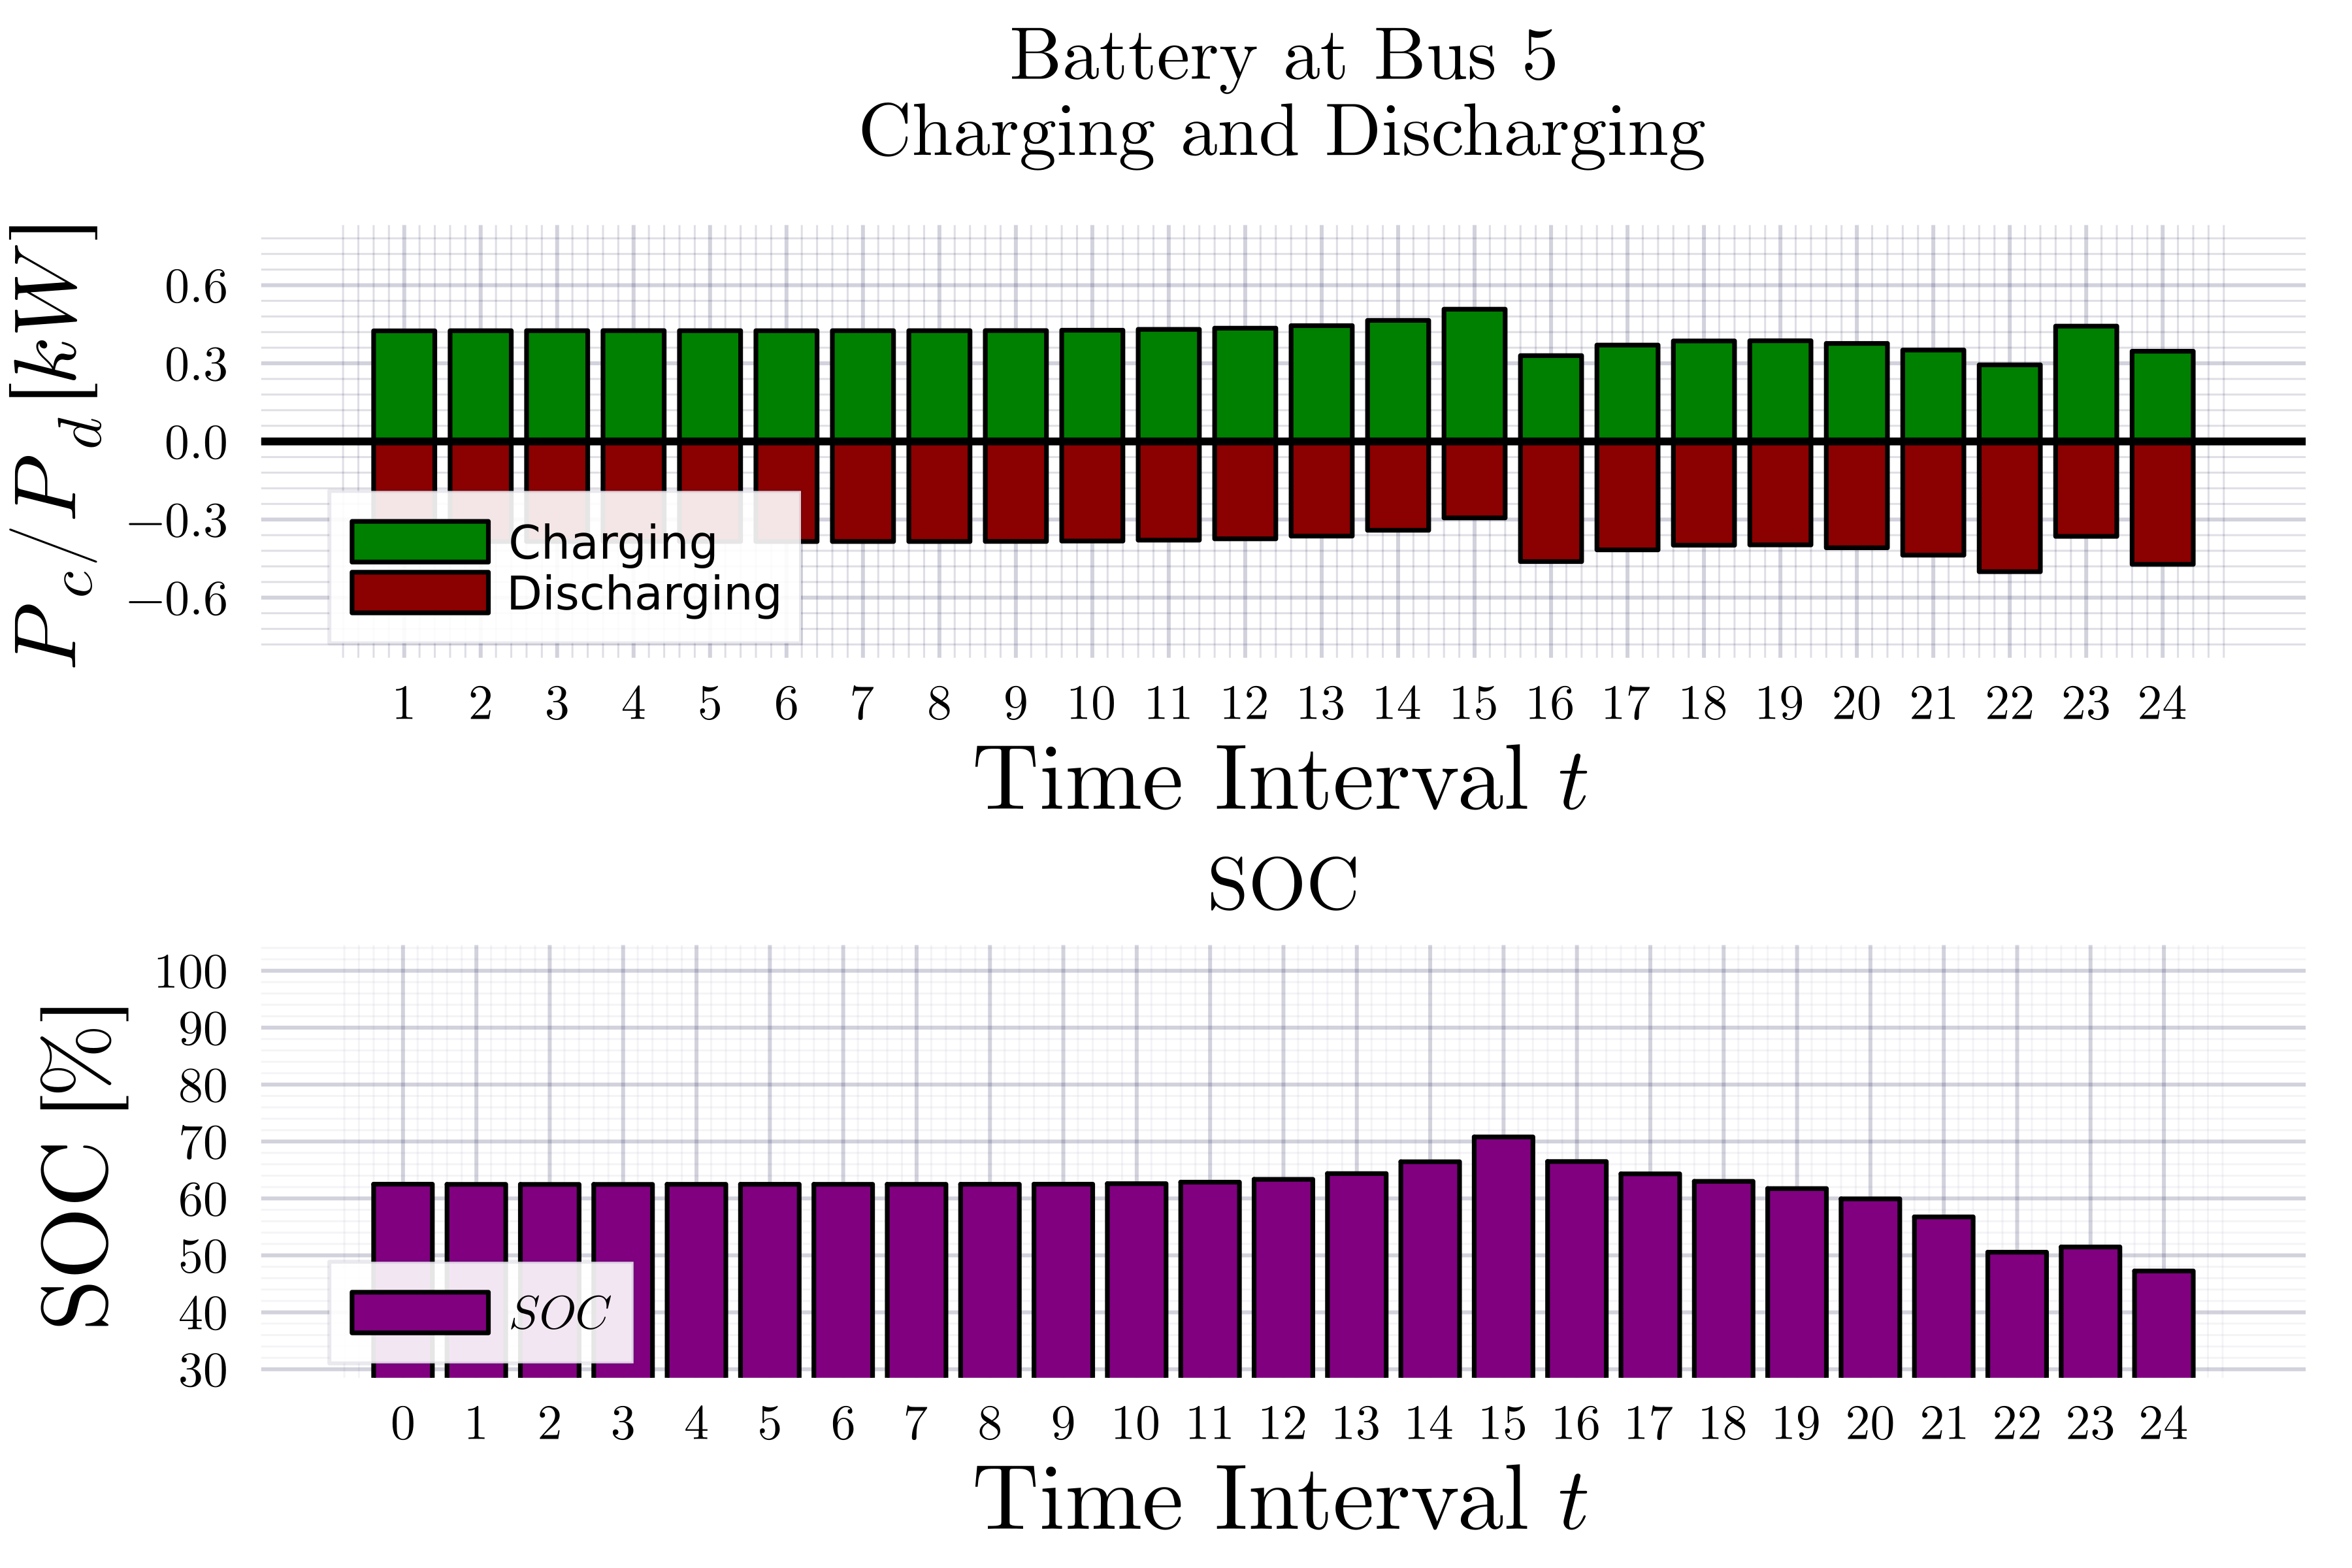 Battery at Bus 5
Charging and Discharging
P_c/P_d [kW]
0.6
0.3
0.0
−0.3
−0.6
Charging
Discharging
1 2 3 4 5 6 7 8 9 10 11 12 13 14 15 16 17 18 19 20 21 22 23 24
Time Interval t
SOC
SOC [%]
100
90
80
70
60
50
40
30
SOC
0 1 2 3 4 5 6 7 8 9 10 11 12 13 14 15 16 17 18 19 20 21 22 23 24
Time Interval t